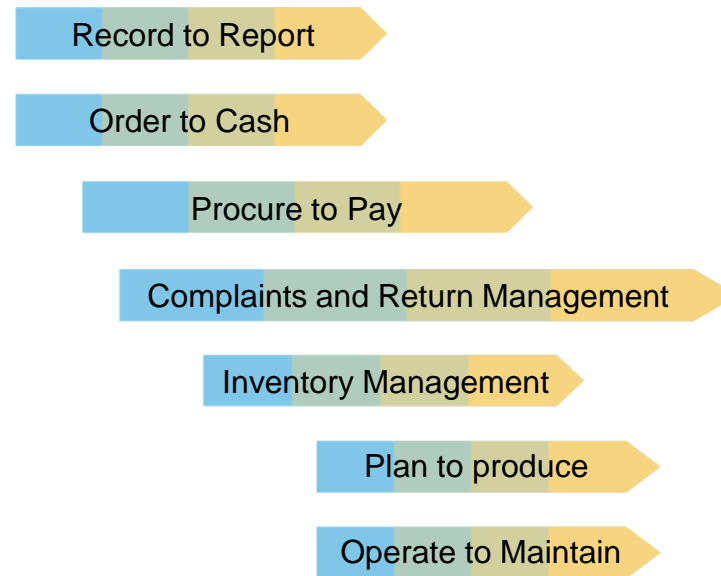 Record to Report
Order to Cash
Procure to Pay
Complaints and Return Management
Inventory Management
Plan to produce
Operate to Maintain